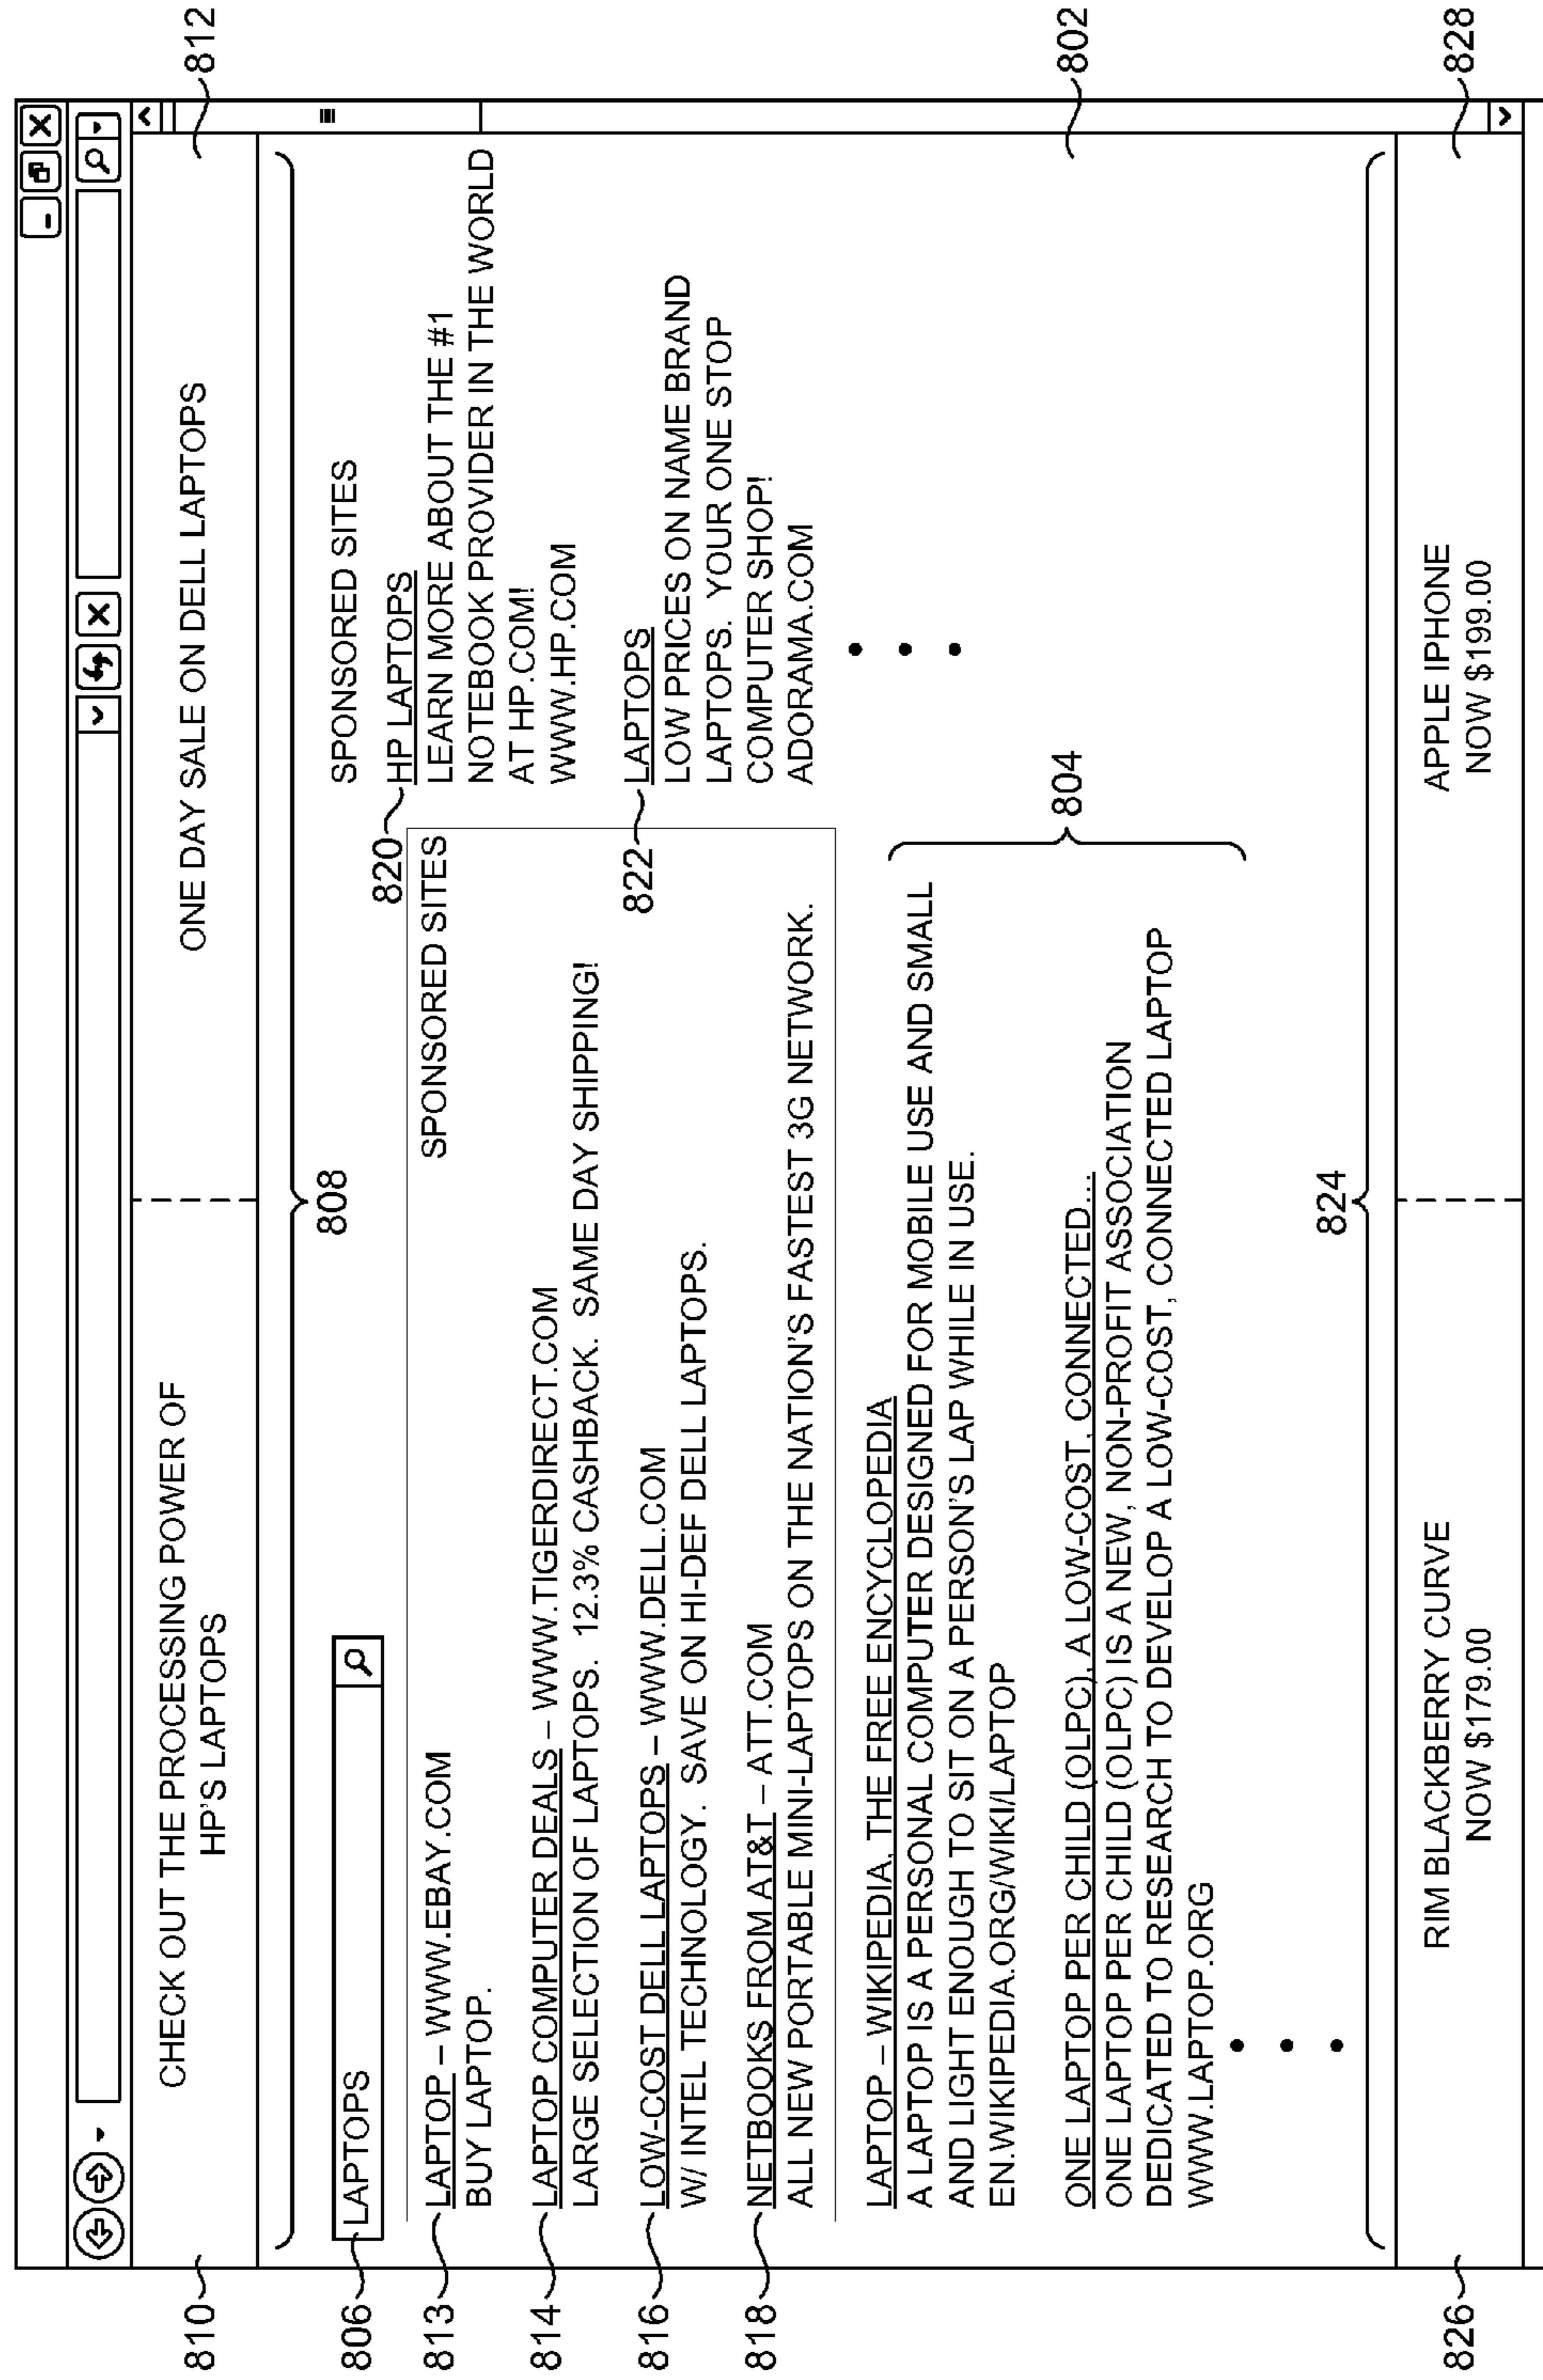 CHECK OUT THE PROCESSING POWER OF
HP'S LAPTOPS
810
ONE DAY SALE ON DELL LAPTOPS
812
808
806
LAPTOPS
SPONSORED SITES
813
LAPTOP – WWW.EBAY.COM
BUY LAPTOP.
814
LAPTOP COMPUTER DEALS – WWW.TIGERDIRECT.COM
LARGE SELECTION OF LAPTOPS. 12.3% CASHBACK. SAME DAY SHIPPING!
816
LOW-COST DELL LAPTOPS – WWW.DELL.COM
W/ INTEL TECHNOLOGY. SAVE ON HI-DEF DELL LAPTOPS.
818
NETBOOKS FROM AT&T – ATT.COM
ALL NEW PORTABLE MINI-LAPTOPS ON THE NATION'S FASTEST 3G NETWORK.
LAPTOP – WIKIPEDIA, THE FREE ENCYCLOPEDIA
A LAPTOP IS A PERSONAL COMPUTER DESIGNED FOR MOBILE USE AND SMALL
AND LIGHT ENOUGH TO SIT ON A PERSON'S LAP WHILE IN USE.
EN.WIKIPEDIA.ORG/WIKI/LAPTOP
ONE LAPTOP PER CHILD (OLPC), A LOW-COST, CONNECTED...
ONE LAPTOP PER CHILD (OLPC) IS A NEW, NON-PROFIT ASSOCIATION
DEDICATED TO RESEARCH TO DEVELOP A LOW-COST, CONNECTED LAPTOP
WWW.LAPTOP.ORG
804
SPONSORED SITES
820
HP LAPTOPS
LEARN MORE ABOUT THE #1
NOTEBOOK PROVIDER IN THE WORLD
AT HP.COM!
WWW.HP.COM
822
LAPTOPS
LOW PRICES ON NAME BRAND
LAPTOPS. YOUR ONE STOP
COMPUTER SHOP!
ADORAMA.COM
802
824
826
RIM BLACKBERRY CURVE
NOW $179.00
APPLE IPHONE
NOW $199.00
828